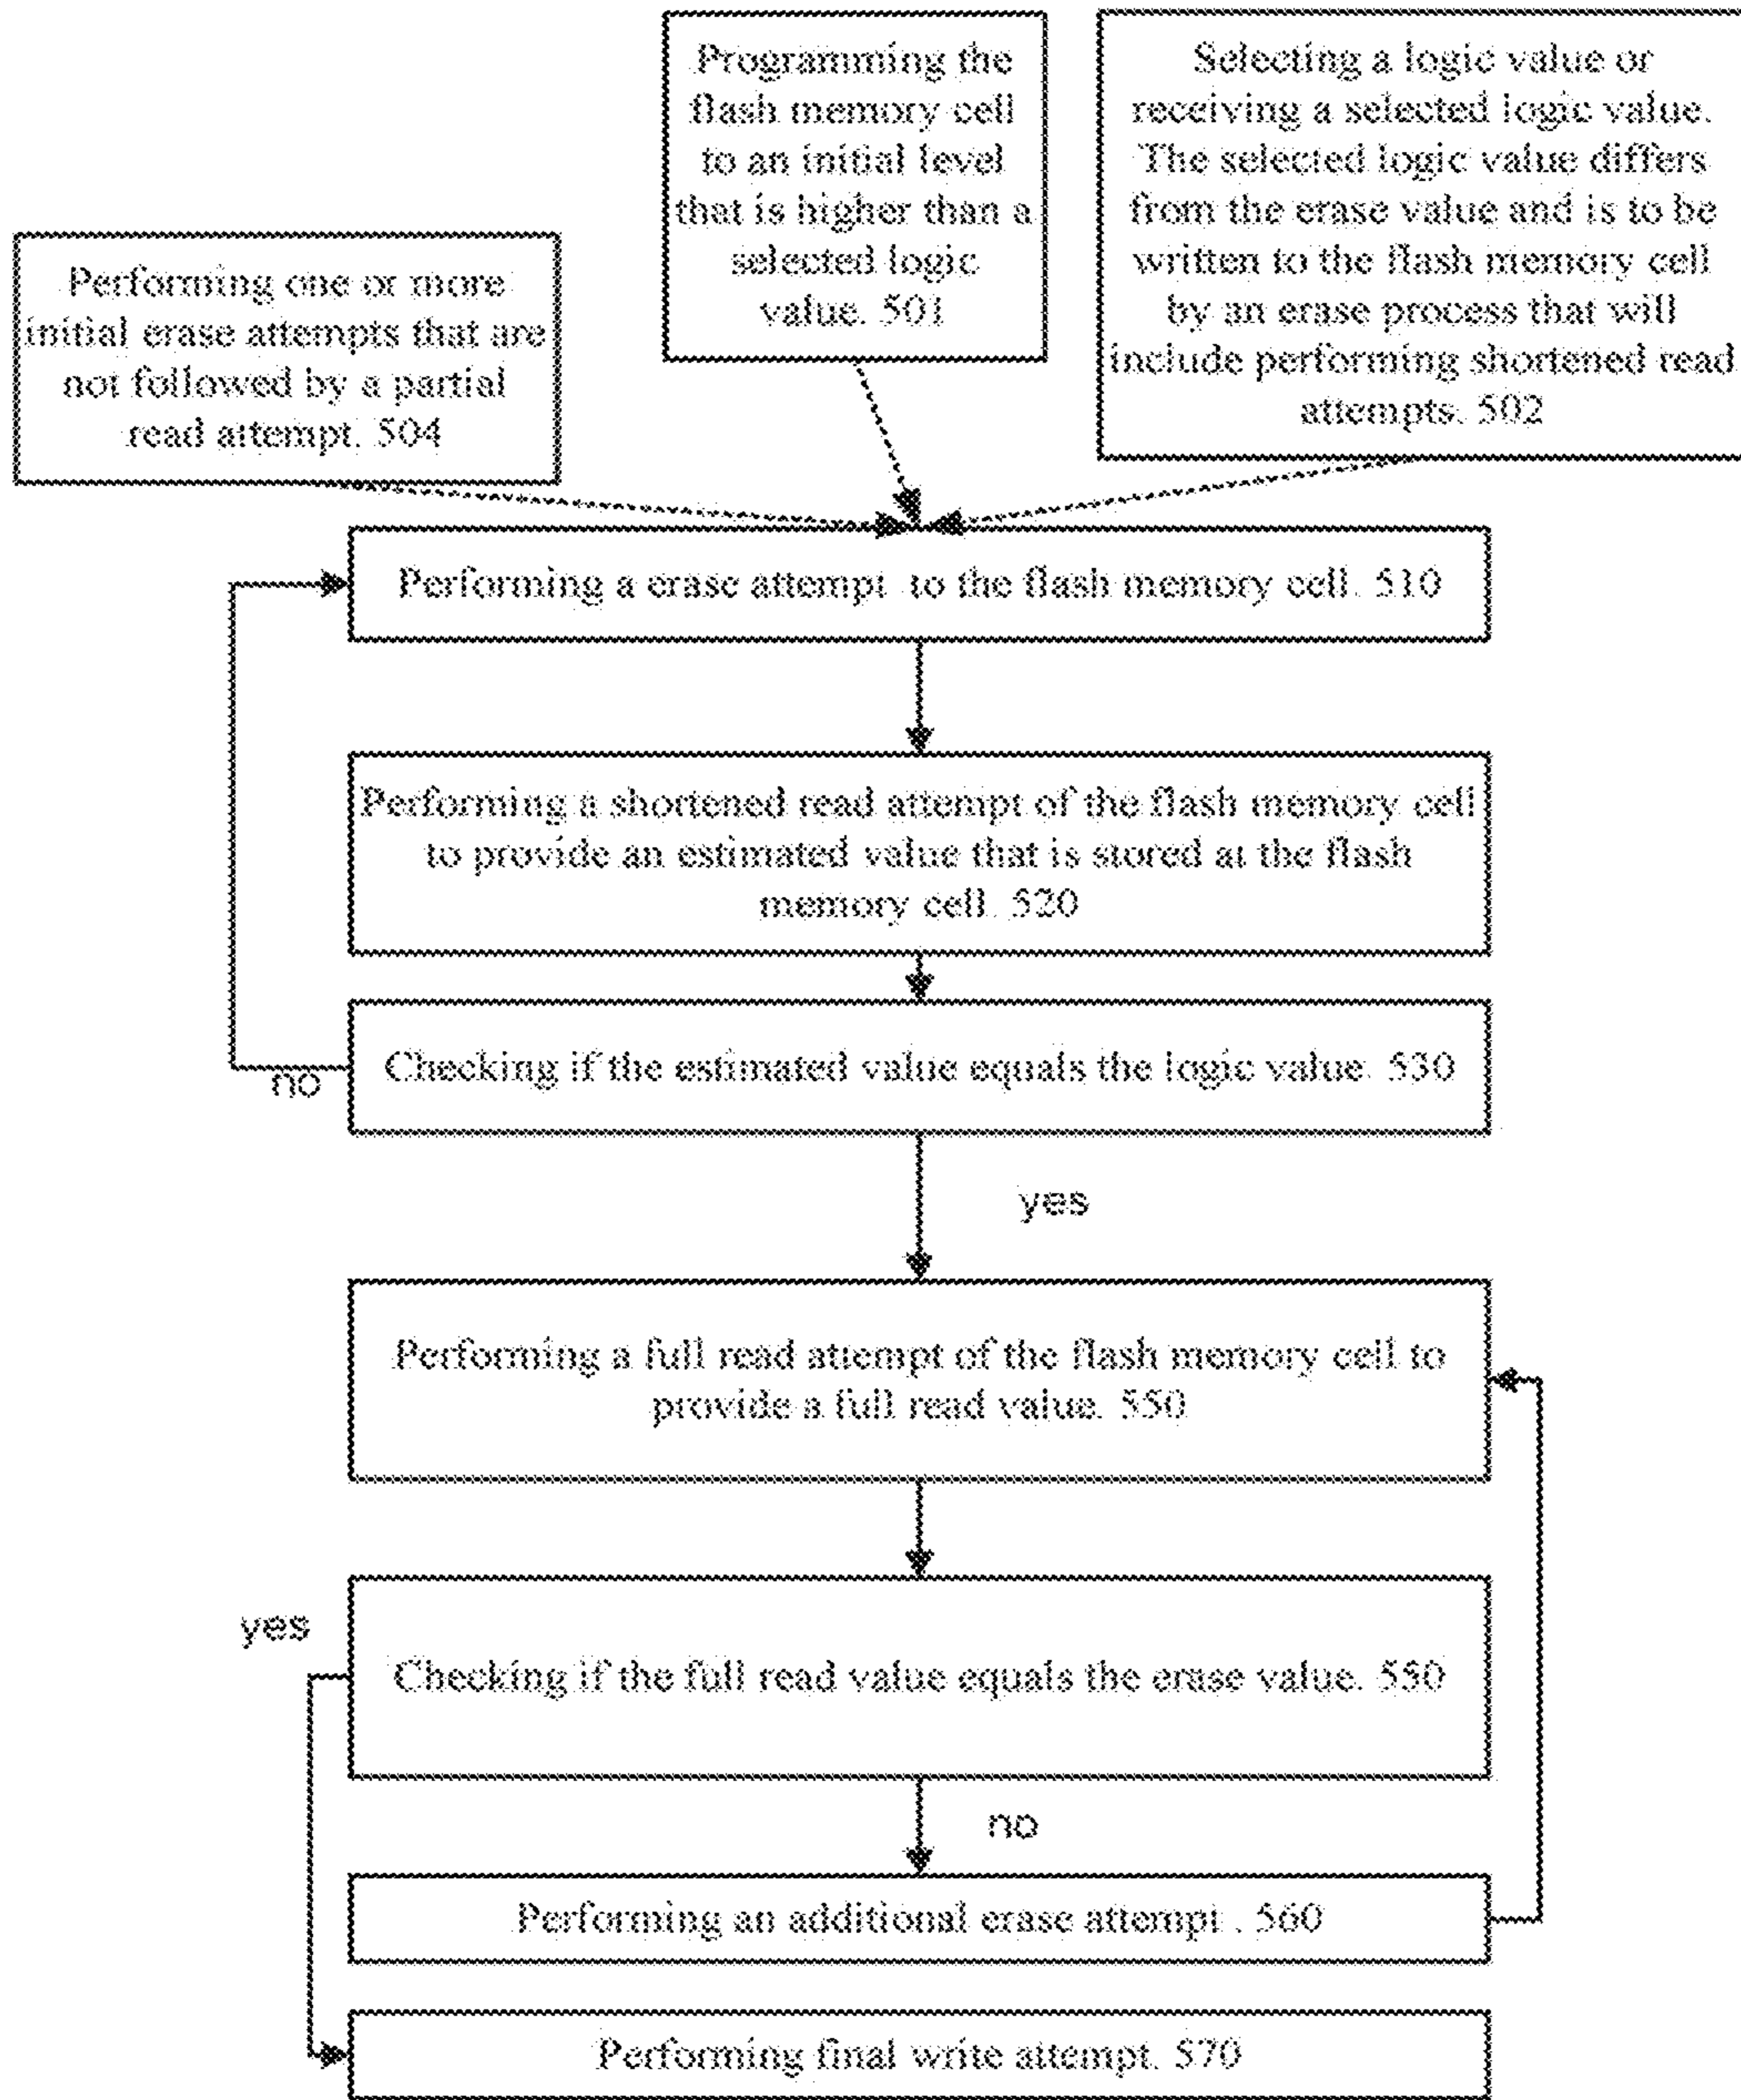 Programming the
flash memory cell
to an initial level
that is higher than a
selected logic
value. 501
Selecting a logic value or
receiving a selected logic value.
The selected logic value differs
from the erase value and is to be
written to the flash memory cell
by an erase process that will
include performing shortened read
attempts. 502
Performing one or more
initial erase attempts that are
not followed by a partial
read attempt. 504
Performing a erase attempt to the flash memory cell. 510
Performing a shortened read attempt of the flash memory cell
to provide an estimated value that is stored at the flash
memory cell. 520
Checking if the estimated value equals the logic value. 530
no
yes
Performing a full read attempt of the flash memory cell to
provide a full read value. 550
yes
Checking if the full read value equals the erase value. 550
no
Performing an additional erase attempt . 560
Performing final write attempt. 570